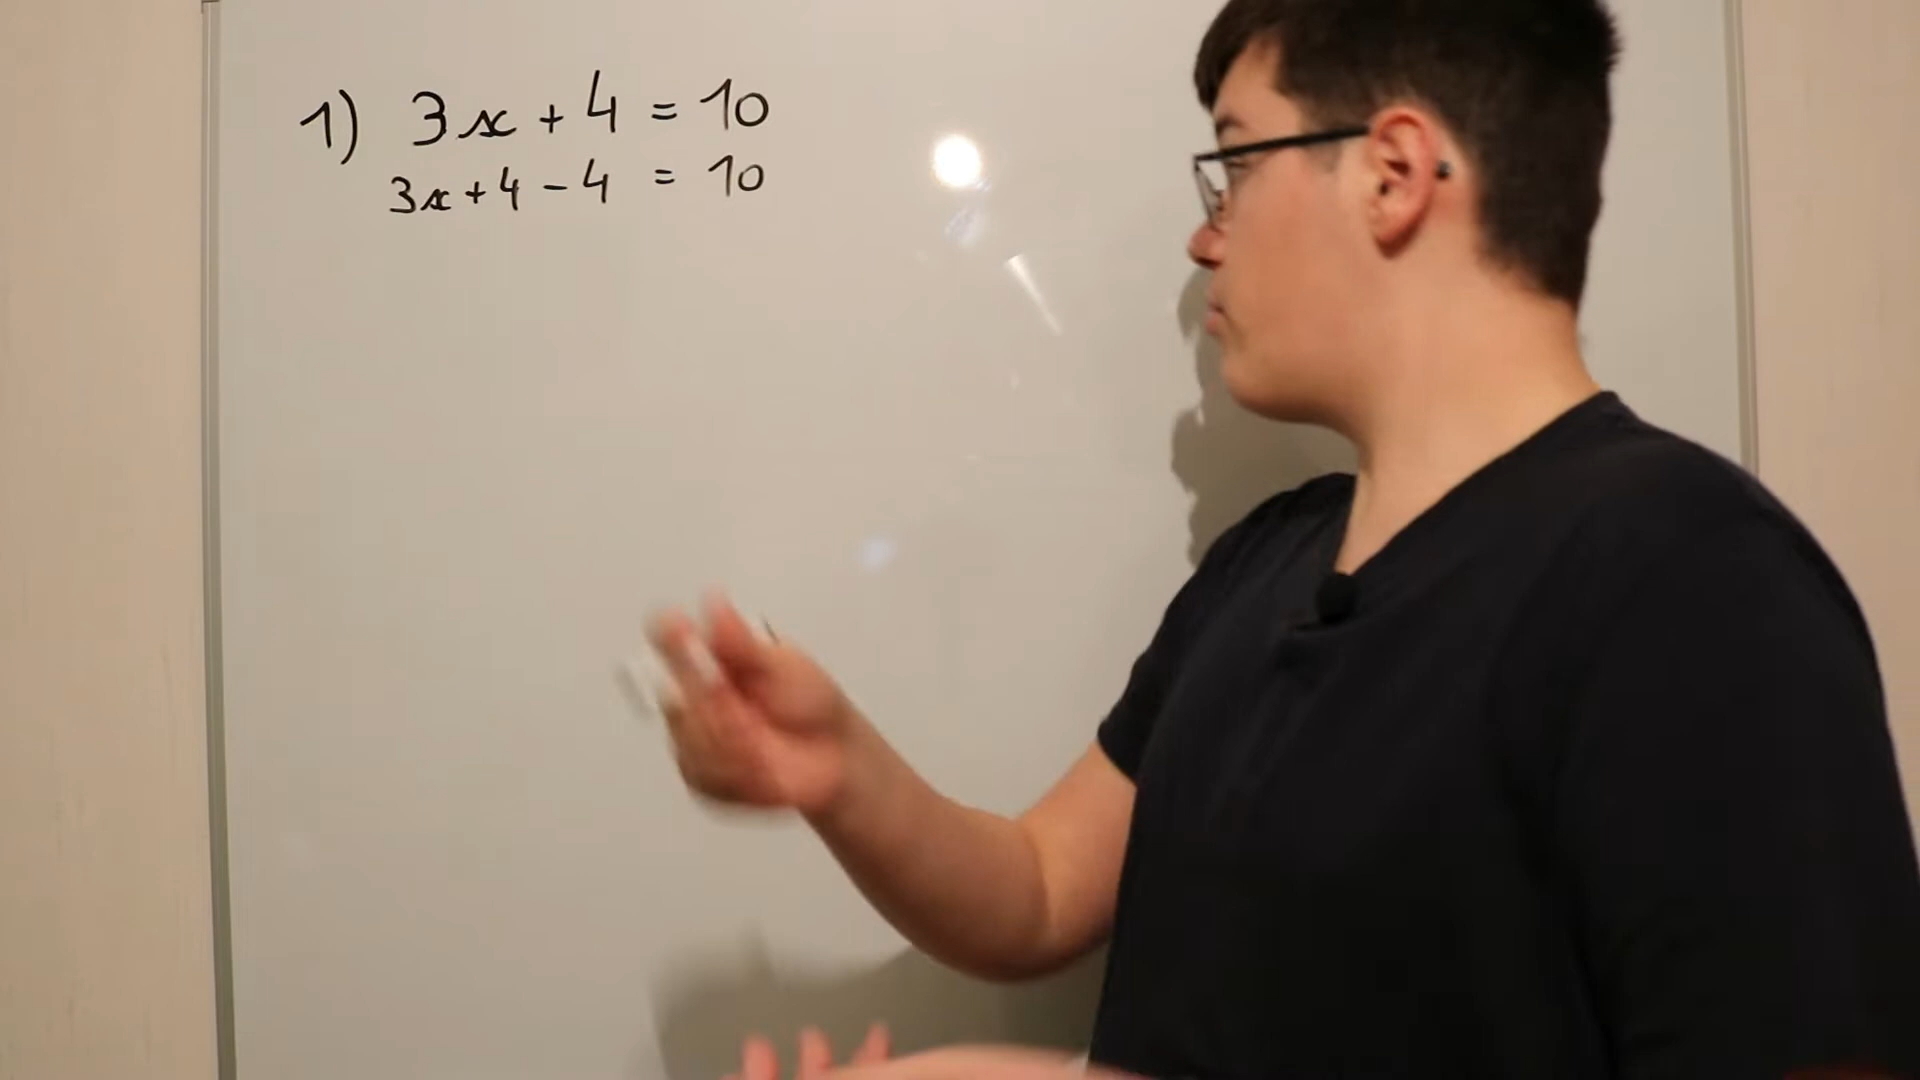 1) 3x + 4 = 10
3x + 4 - 4 = 10